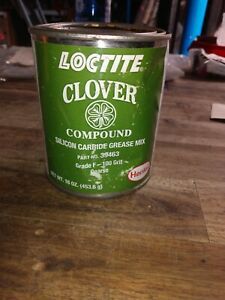 LOCTITE
CLOVER
COMPOUND
SILICON CARBIDE GREASE MIX
PART NO. 39463
Grade F - 100 Grit
Coarse
NET WT. 16 OZ. (453.6 g)
Henkel